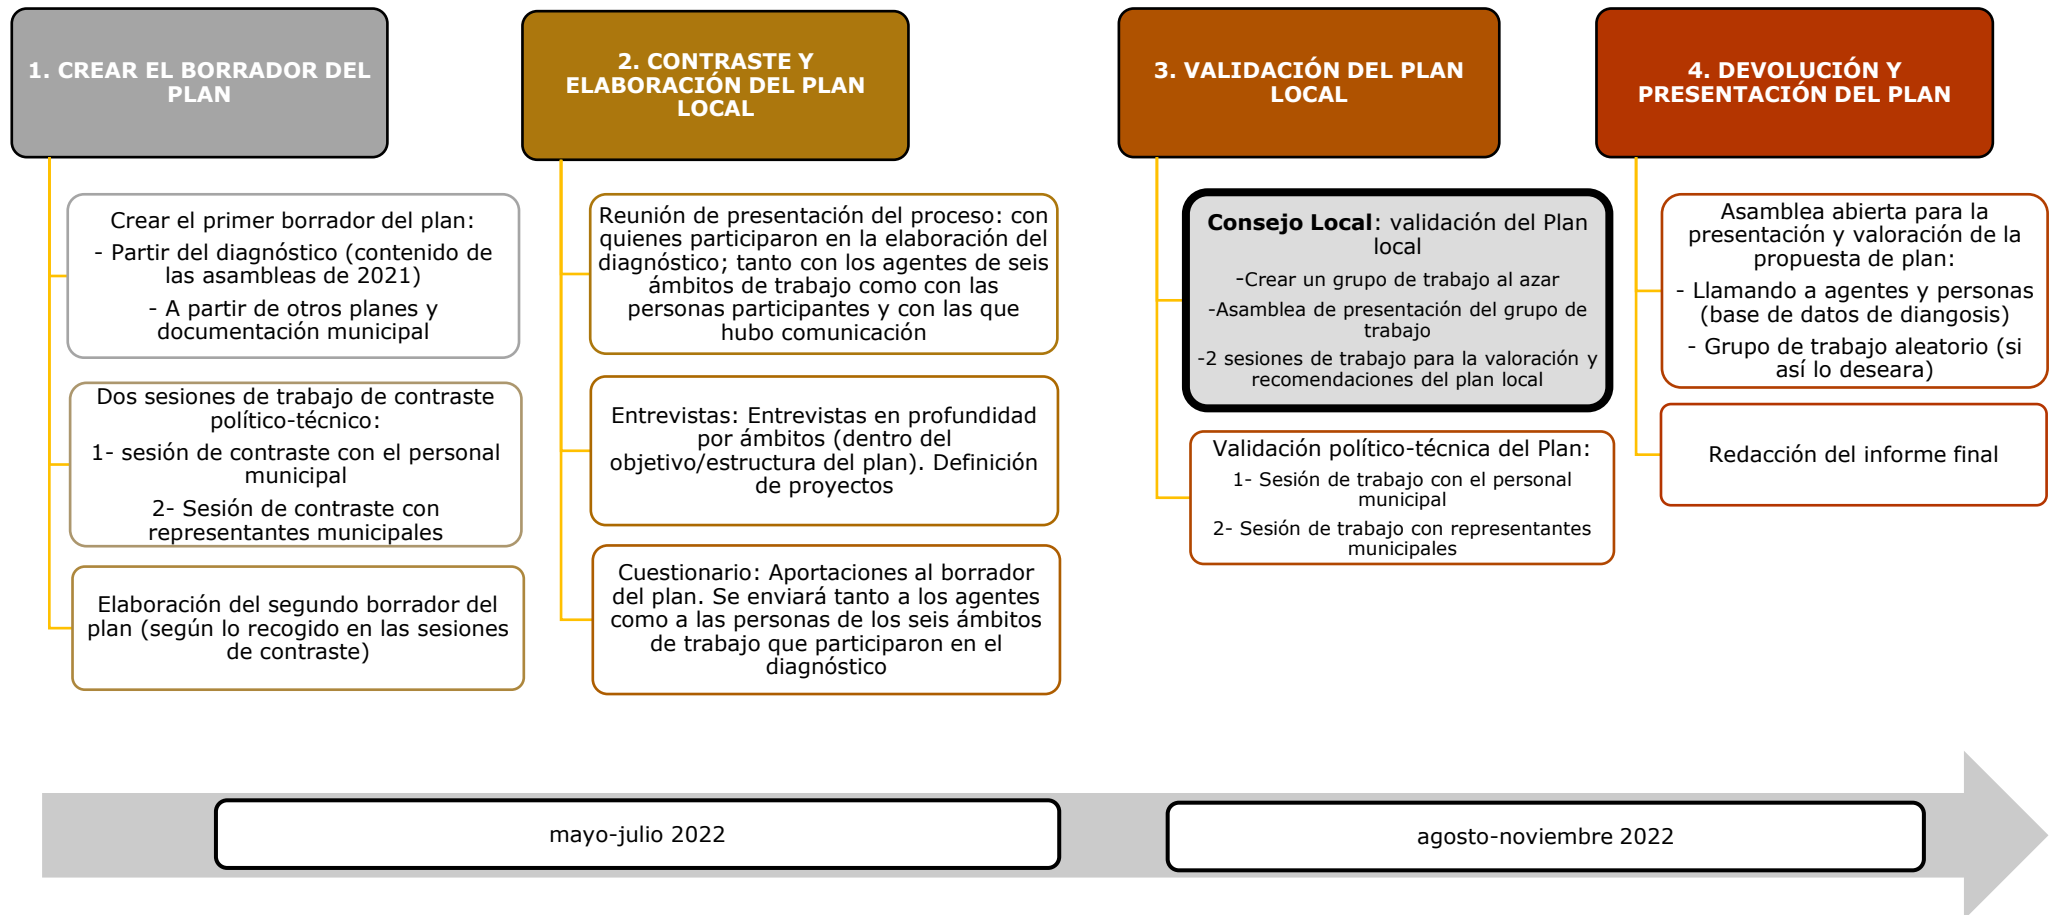 1. CREAR EL BORRADOR DEL
PLAN
Crear el primer borrador del plan:
- Partir del diagnóstico (contenido de
las asambleas de 2021)
- A partir de otros planes y
documentación municipal
Dos sesiones de trabajo de contraste
político-técnico:
1- sesión de contraste con el personal
municipal
2- Sesión de contraste con
representantes municipales
Elaboración del segundo borrador del
plan (según lo recogido en las sesiones
de contraste)
2. CONTRASTE Y
ELABORACIÓN DEL PLAN
LOCAL
Reunión de presentación del proceso: con
quienes participaron en la elaboración del
diagnóstico; tanto con los agentes de seis
ámbitos de trabajo como con las
personas participantes y con las que
hubo comunicación
Entrevistas: Entrevistas en profundidad
por ámbitos (dentro del
objetivo/estructura del plan). Definición
de proyectos
Cuestionario: Aportaciones al borrador
del plan. Se enviará tanto a los agentes
como a las personas de los seis ámbitos
de trabajo que participaron en el
diagnóstico
3. VALIDACIÓN DEL PLAN
LOCAL
Consejo Local: validación del Plan
local
-Crear un grupo de trabajo al azar
-Asamblea de presentación del grupo de
trabajo
-2 sesiones de trabajo para la valoración y
recomendaciones del plan local
Validación político-técnica del Plan:
1- Sesión de trabajo con el personal
municipal
2- Sesión de trabajo con representantes
municipales
4. DEVOLUCIÓN Y
PRESENTACIÓN DEL PLAN
Asamblea abierta para la
presentación y valoración de la
propuesta de plan:
- Llamando a agentes y personas
(base de datos de diangosis)
- Grupo de trabajo aleatorio (si
así lo deseara)
Redacción del informe final
mayo-julio 2022
agosto-noviembre 2022